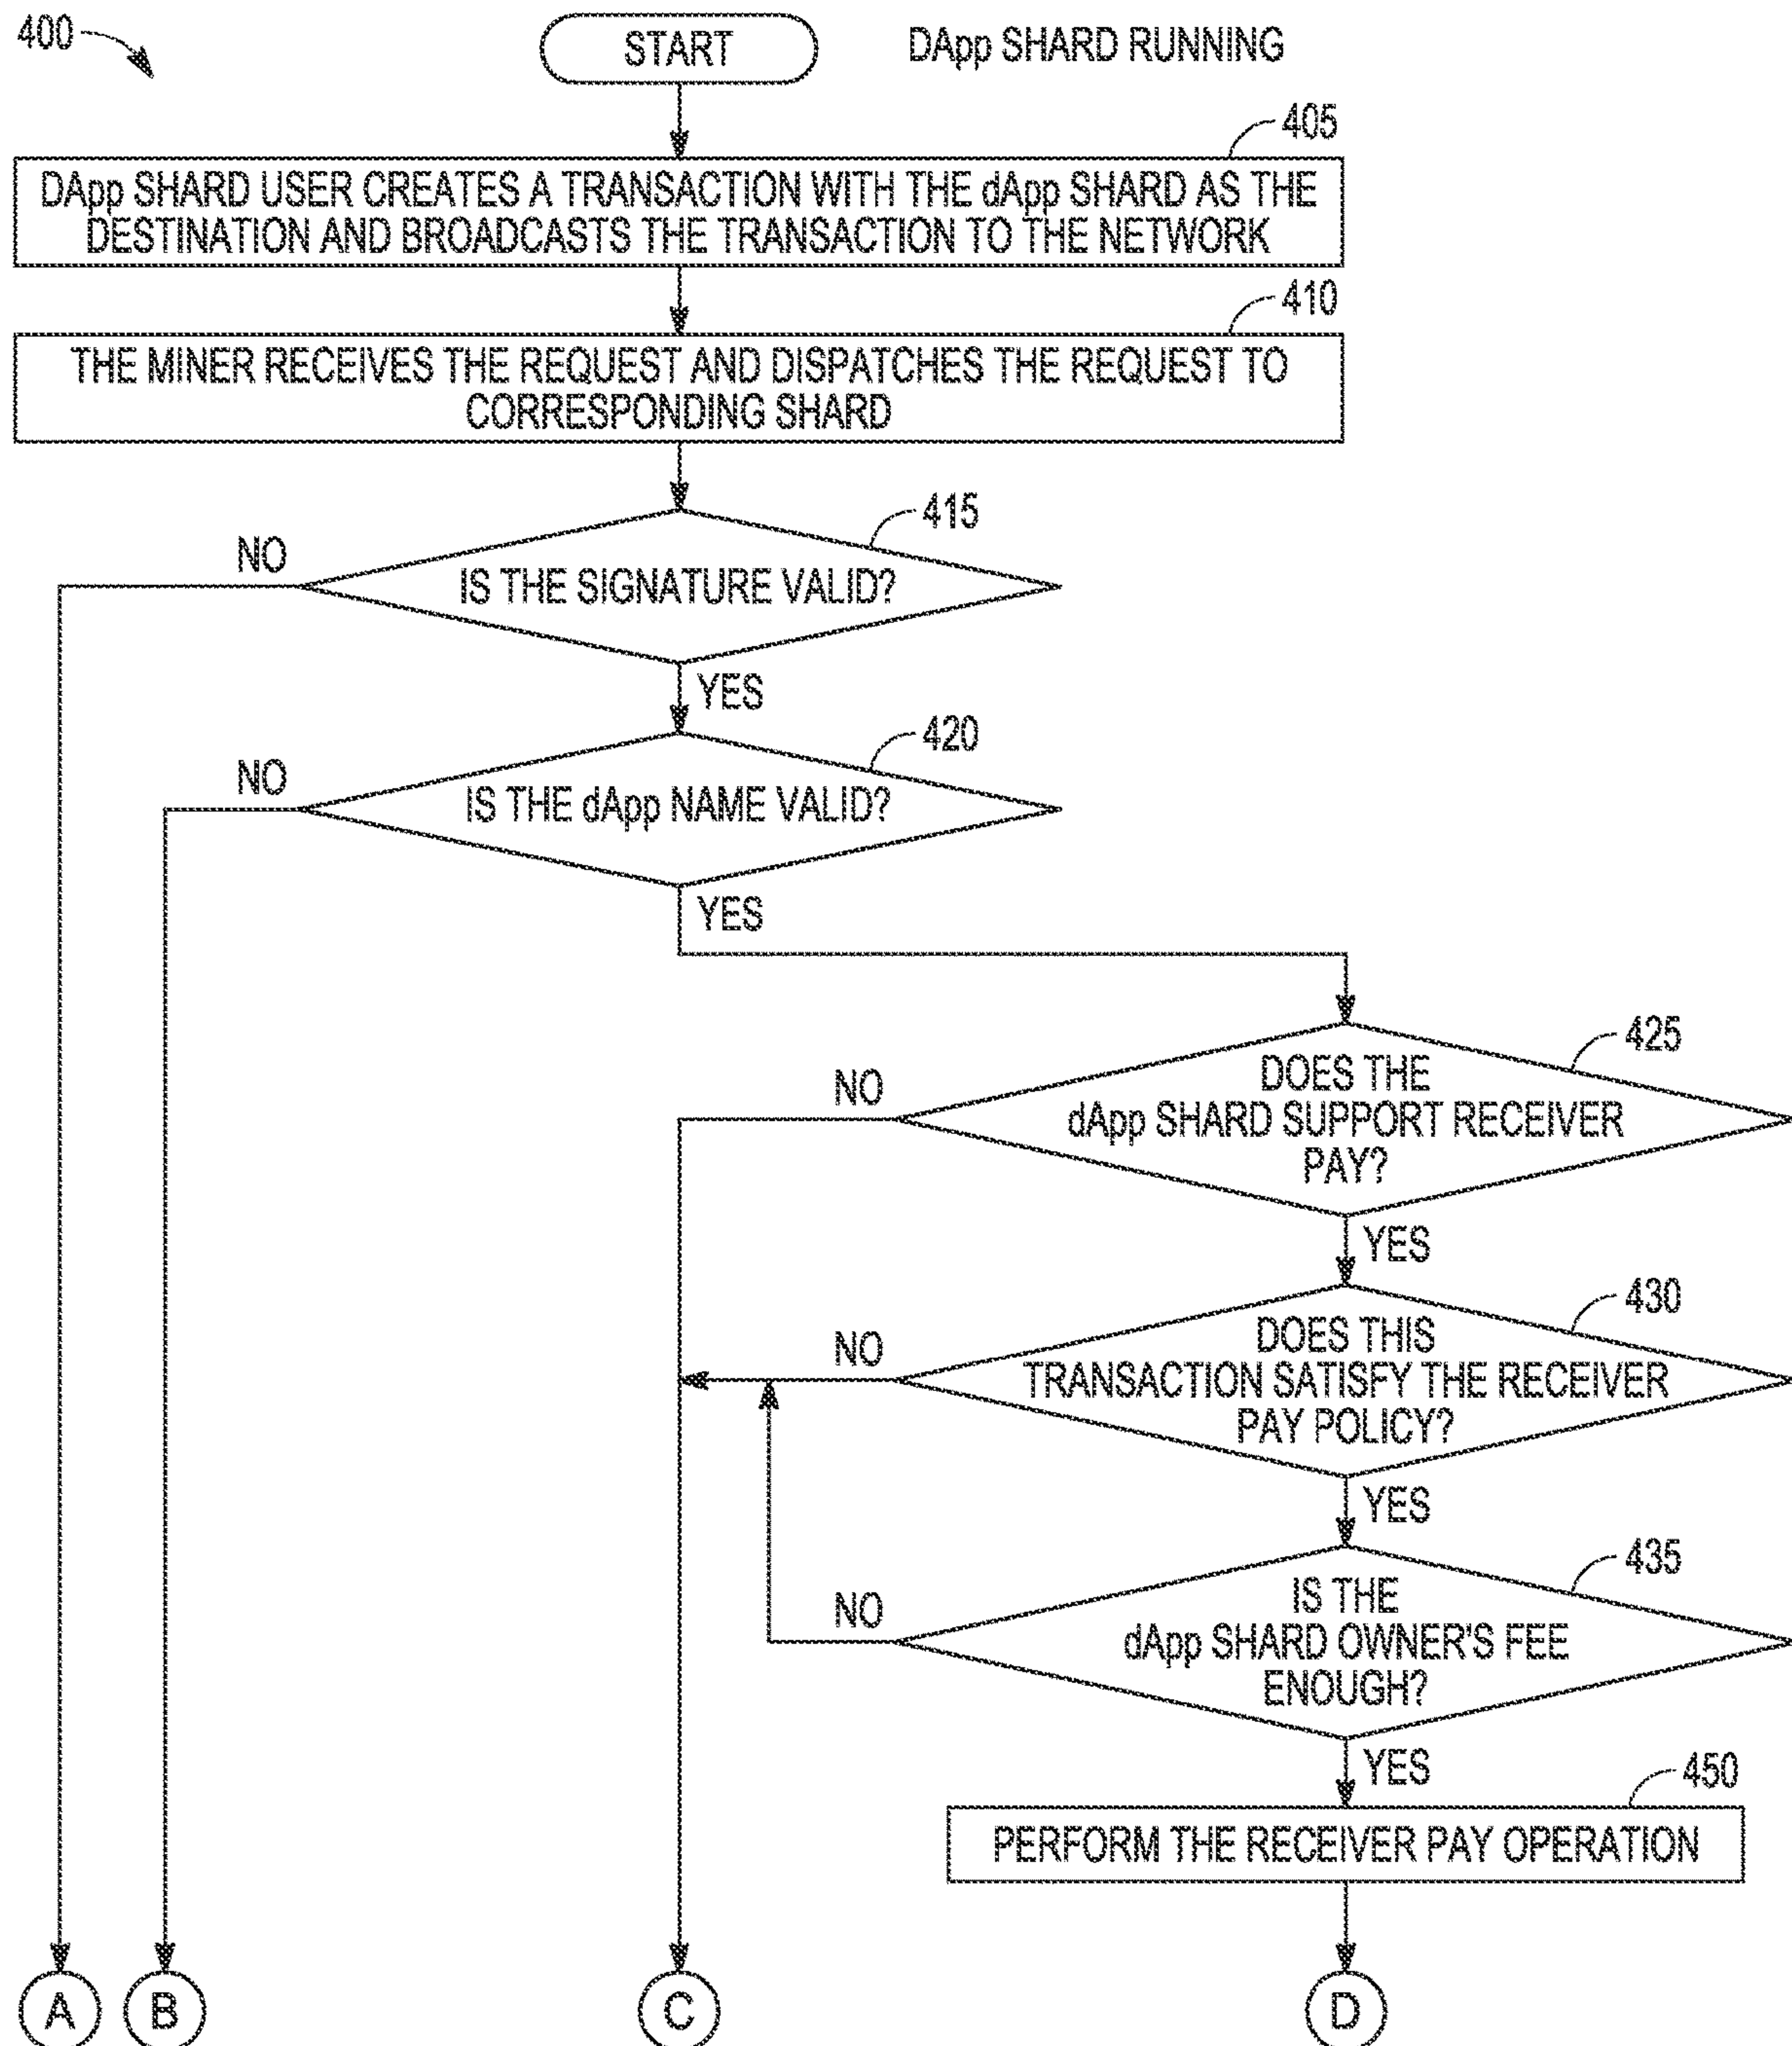 400
START
DApp SHARD RUNNING
405
DApp SHARD USER CREATES A TRANSACTION WITH THE dApp SHARD AS THE
DESTINATION AND BROADCASTS THE TRANSACTION TO THE NETWORK
410
THE MINER RECEIVES THE REQUEST AND DISPATCHES THE REQUEST TO
CORRESPONDING SHARD
415
NO
IS THE SIGNATURE VALID?
YES
420
NO
IS THE dApp NAME VALID?
YES
425
NO
DOES THE
dApp SHARD SUPPORT RECEIVER
PAY?
YES
430
NO
DOES THIS
TRANSACTION SATISFY THE RECEIVER
PAY POLICY?
YES
435
NO
IS THE
dApp SHARD OWNER'S FEE
ENOUGH?
YES
450
PERFORM THE RECEIVER PAY OPERATION
A
B
C
D